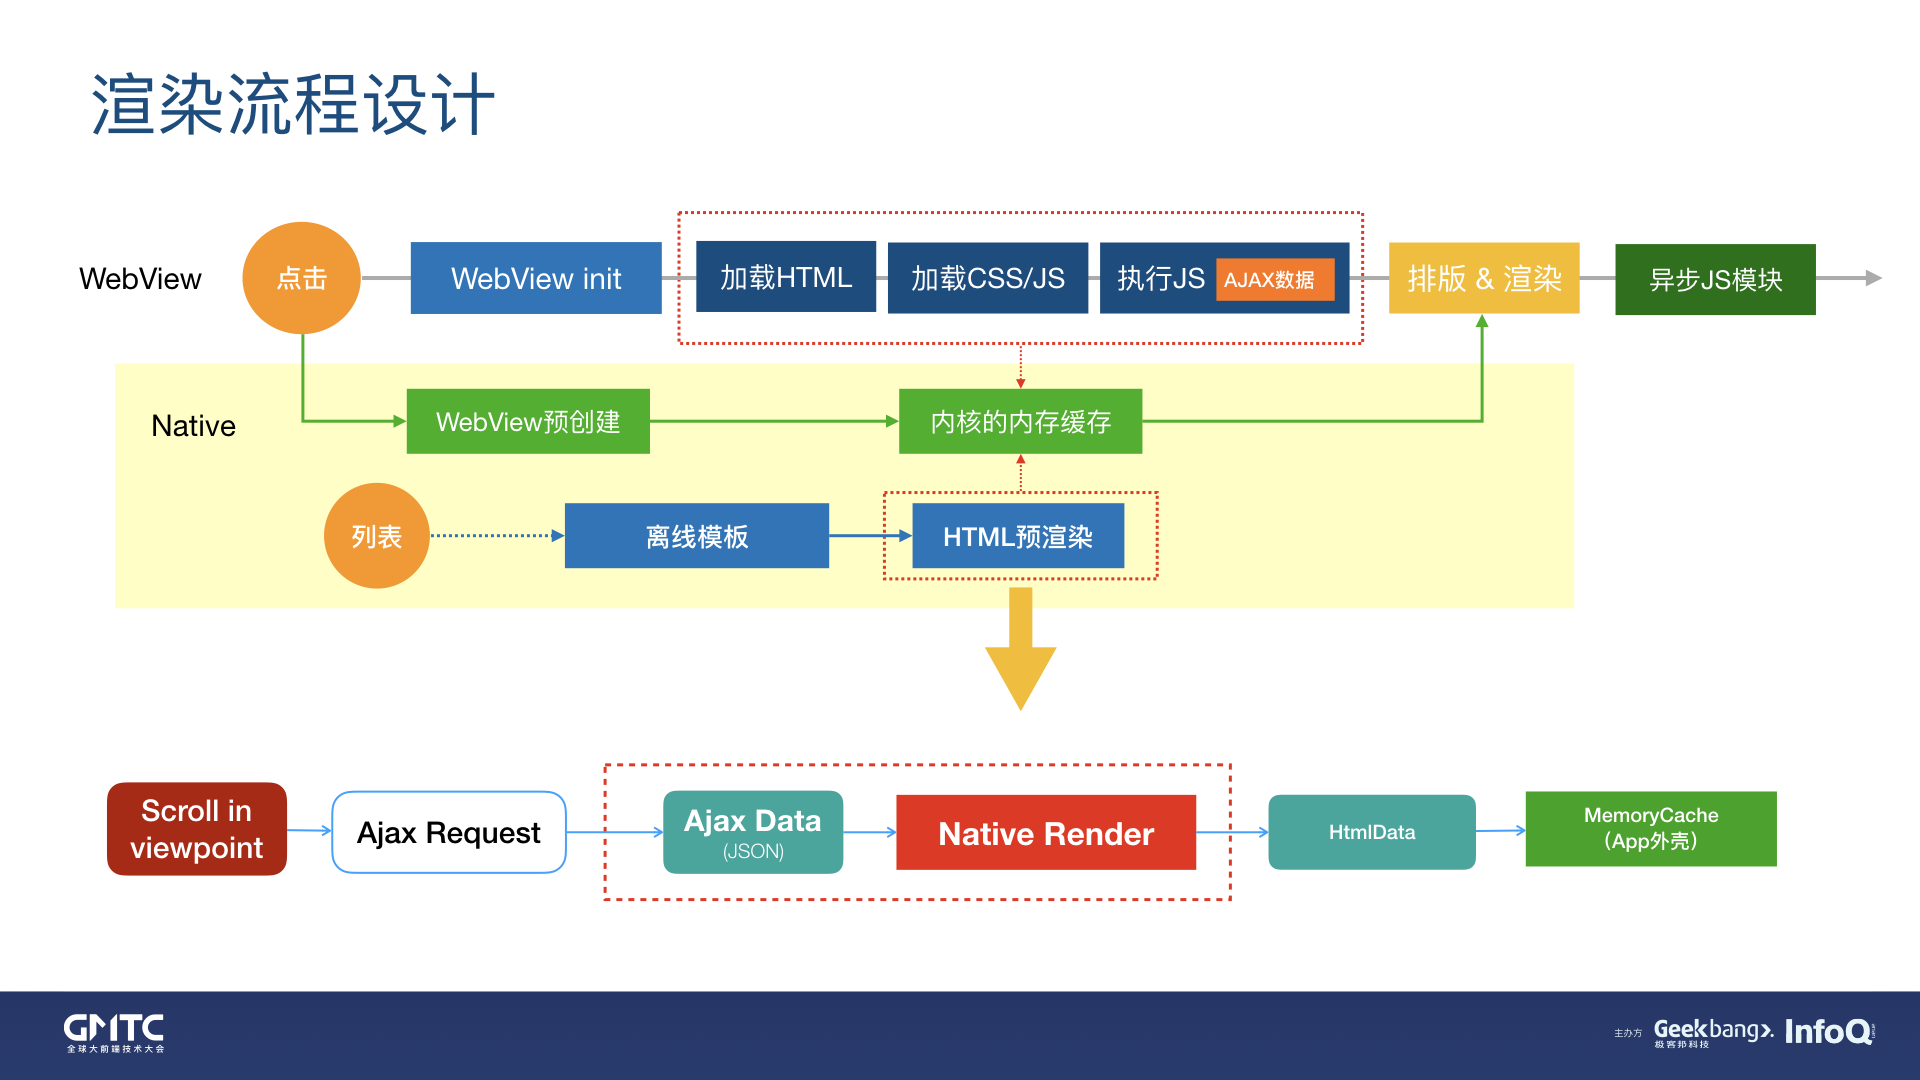 渲染流程设计
WebView
点击
WebView init
加载HTML
加载CSS/JS
执行JS
AJAX数据
排版 & 渲染
异步JS模块
Native
WebView预创建
内核的内存缓存
列表
离线模板
HTML预渲染
Scroll in
viewpoint
Ajax Request
Ajax Data
(JSON)
Native Render
HtmlData
MemoryCache
(App外壳)
GMTC
全球大前端技术大会
主办方
Geekbang>.
极客邦科技
InfoQ